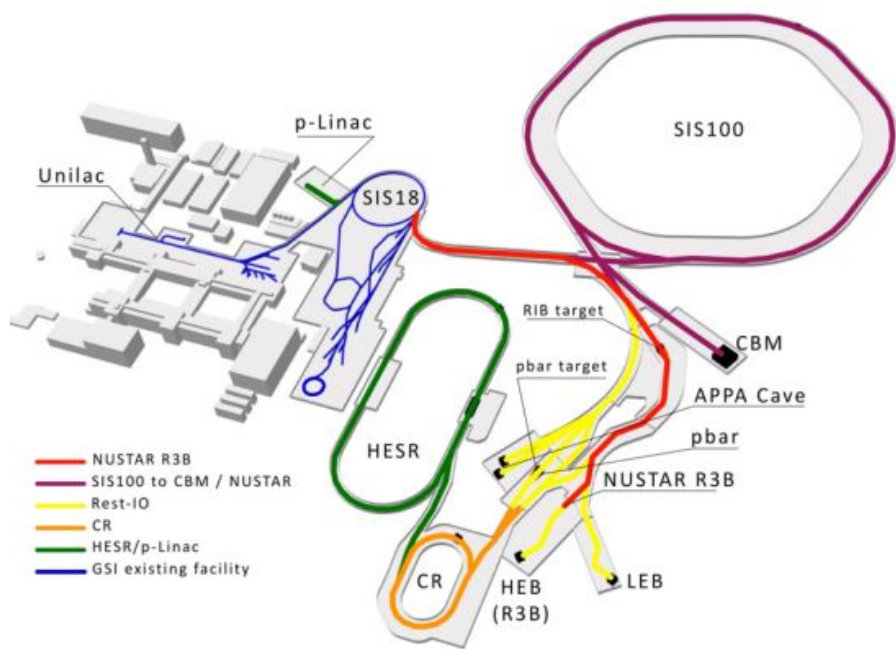 p-Linac
SIS100
Unilac
SIS18
RIB target
CBM
pbar target
APPA Cave
pbar
HESR
NUSTAR R3B
NUSTAR R3B
SIS100 to CBM / NUSTAR
Rest-IO
CR
HESR/p-Linac
GSI existing facility
CR
HEB
(R3B)
LEB